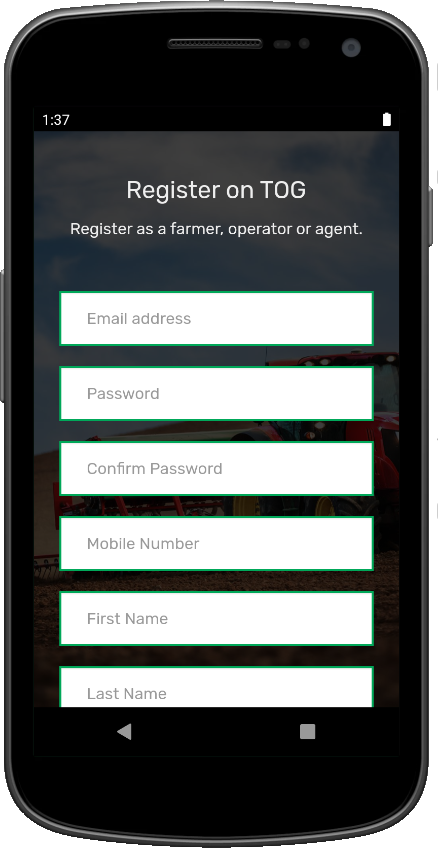 1:37
Register on TOG
Register as a farmer, operator or agent.
Email address
Password
Confirm Password
Mobile Number
First Name
Last Name